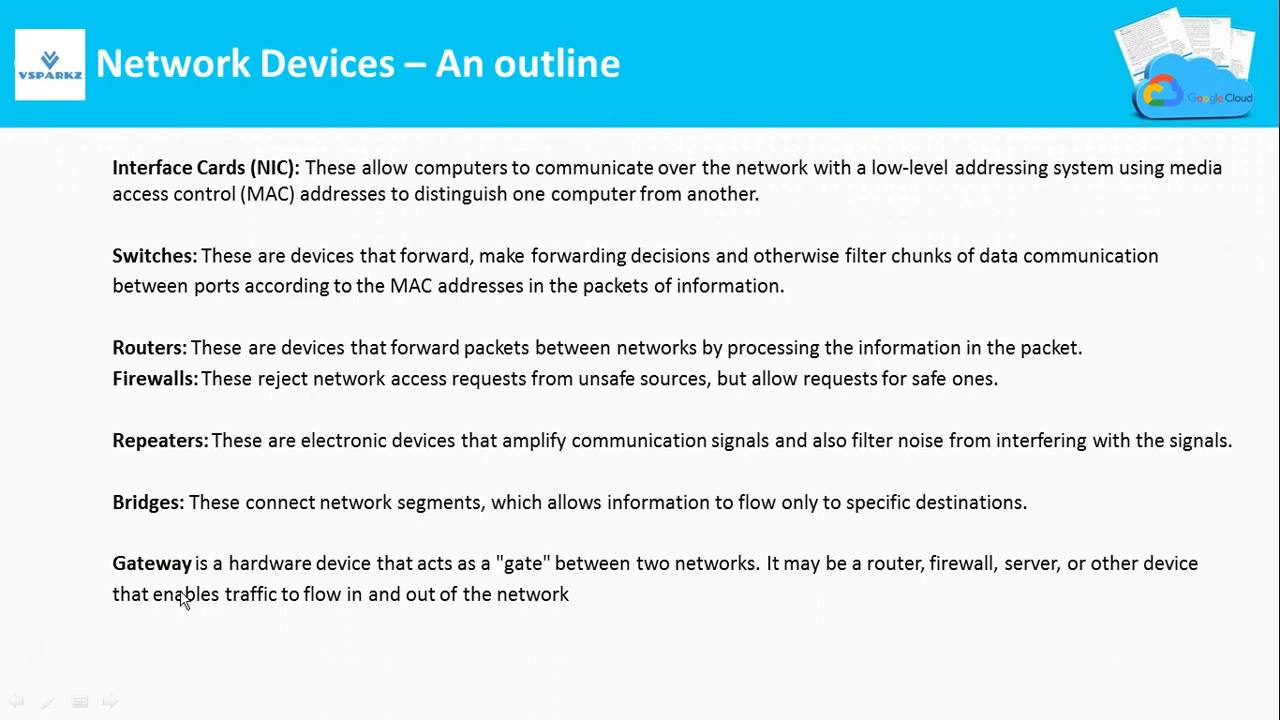 VSPARKZ
Network Devices – An outline
Google Cloud
Interface Cards (NIC): These allow computers to communicate over the network with a low-level addressing system using media
access control (MAC) addresses to distinguish one computer from another.
Switches: These are devices that forward, make forwarding decisions and otherwise filter chunks of data communication
between ports according to the MAC addresses in the packets of information.
Routers: These are devices that forward packets between networks by processing the information in the packet.
Firewalls: These reject network access requests from unsafe sources, but allow requests for safe ones.
Repeaters: These are electronic devices that amplify communication signals and also filter noise from interfering with the signals.
Bridges: These connect network segments, which allows information to flow only to specific destinations.
Gateway is a hardware device that acts as a "gate" between two networks. It may be a router, firewall, server, or other device
that enables traffic to flow in and out of the network